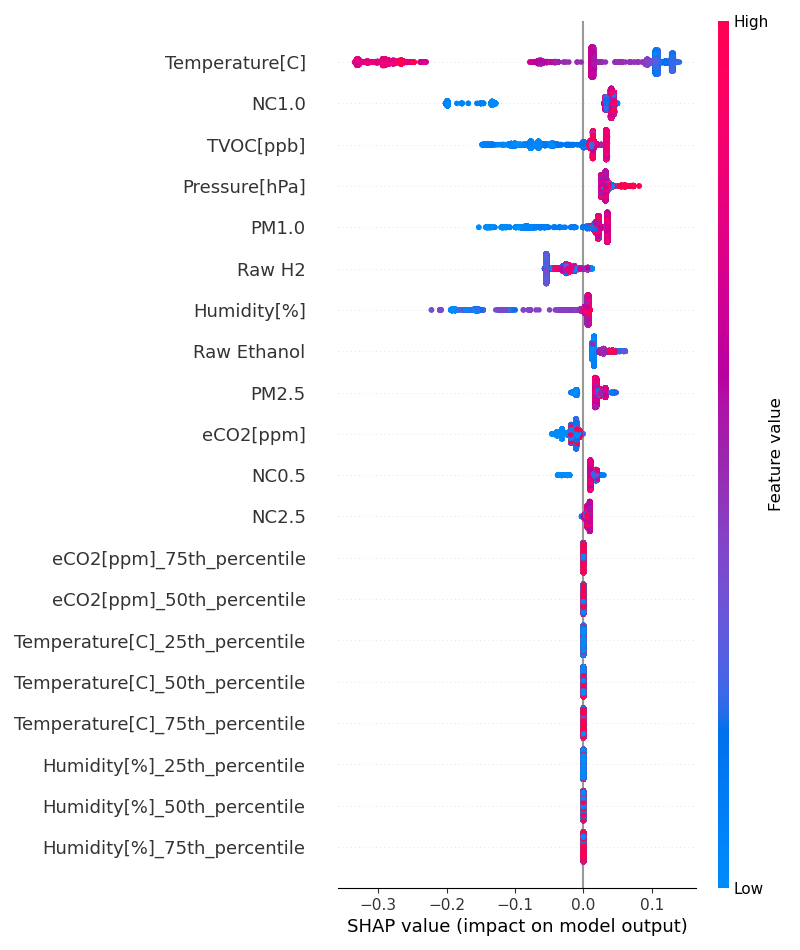 High
Temperature[C]
NC1.0
TVOC[ppb]
Pressure[hPa]
PM1.0
Raw H2
Humidity[%]
Raw Ethanol
PM2.5
eCO2[ppm]
NC0.5
NC2.5
eCO2[ppm]_75th_percentile
eCO2[ppm]_50th_percentile
Temperature[C]_25th_percentile
Temperature[C]_50th_percentile
Temperature[C]_75th_percentile
Humidity[%]_25th_percentile
Humidity[%]_50th_percentile
Humidity[%]_75th_percentile
Feature value
Low
−0.3 −0.2 −0.1 0.0 0.1
SHAP value (impact on model output)